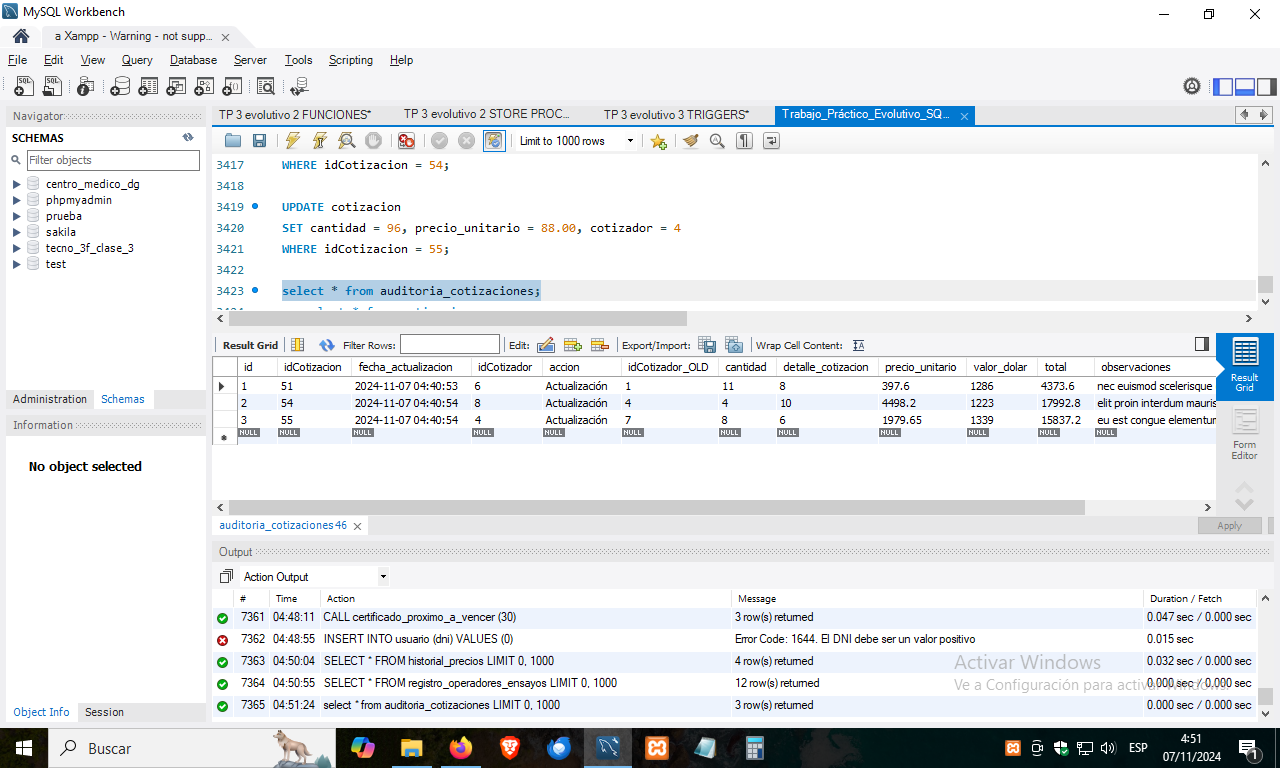 MySQL Workbench
a Xampp - Warning - not supp...
File Edit View Query Database Server Tools Scripting Help
Navigator
SCHEMAS
Filter objects
centro_medico_dg
phpmyadmin
prueba
sakila
tecno_3f_clase_3
test
Administration Schemas
Information
No object selected
Object Info Session
TP 3 evolutivo 2 FUNCIONES* TP 3 evolutivo 2 STORE PROC... TP 3 evolutivo 3 TRIGGERS* Trabajo_Práctico_Evolutivo_SQ...
Limit to 1000 rows
3417 WHERE idCotizacion = 54;
3418
3419 UPDATE cotizacion
3420 SET cantidad = 96, precio_unitario = 88.00, cotizador = 4
3421 WHERE idCotizacion = 55;
3422
3423 select * from auditoria_cotizaciones;
Result Grid Filter Rows: Edit: Export/Import: Wrap Cell Content:
id idCotizacion fecha_actualizacion idCotizador accion idCotizador_OLD cantidad detalle_cotizacion precio_unitario valor_dolar total observaciones
1 51 2024-11-07 04:40:53 6 Actualización 1 11 8 397.6 1286 4373.6 nec euismod scelerisque
2 54 2024-11-07 04:40:54 8 Actualización 4 4 10 4498.2 1223 17992.8 elit proin interdum mauris
3 55 2024-11-07 04:40:54 4 Actualización 7 8 6 1979.65 1339 15837.2 eu est congue elementum
NULL NULL NULL NULL NULL NULL NULL NULL NULL NULL NULL NULL
Result Grid
Form Editor
auditoria_cotizaciones46
Apply
Output
Action Output
# Time Action Message Duration / Fetch
7361 04:48:11 CALL certificado_proximo_a_vencer (30) 3 row(s) returned 0.047 sec / 0.000 sec
7362 04:48:55 INSERT INTO usuario (dni) VALUES (0) Error Code: 1644. El DNI debe ser un valor positivo 0.015 sec
7363 04:50:04 SELECT * FROM historial_precios LIMIT 0, 1000 4 row(s) returned 0.032 sec / 0.000 sec
7364 04:50:55 SELECT * FROM registro_operadores_ensayos LIMIT 0, 1000 12 row(s) returned 0.000 sec / 0.000 sec
7365 04:51:24 select * from auditoria_cotizaciones LIMIT 0, 1000 3 row(s) returned 0.000 sec / 0.000 sec
Activar Windows
Ve a Configuración para activar Windows.
Buscar
ESP
4:51
07/11/2024
1